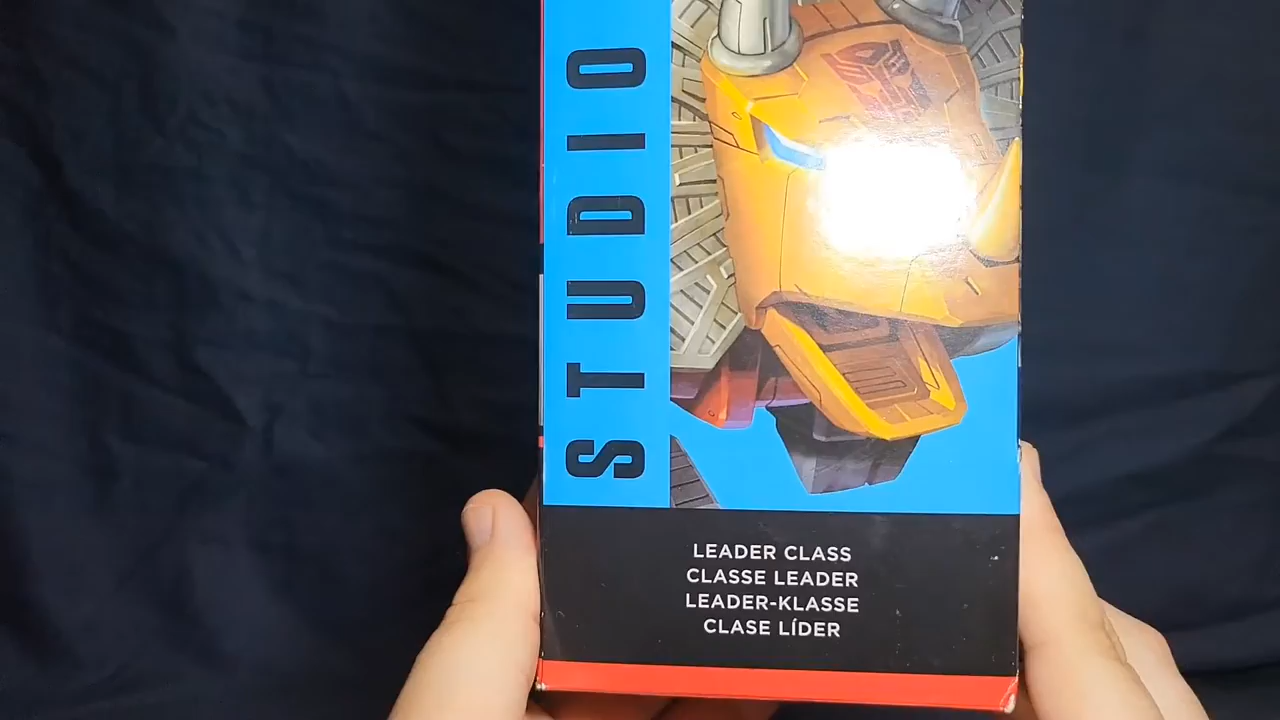 STUDIO
LEADER CLASS
CLASSE LEADER
LEADER-KLASSE
CLASE LÍDER